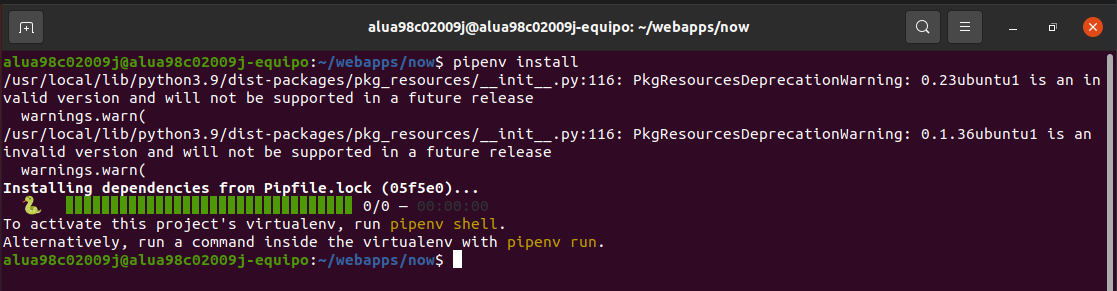 alua98c02009j@alua98c02009j-equipo: ~/webapps/now
alua98c02009j@alua98c02009j-equipo:~/webapps/now$ pipenv install
/usr/local/lib/python3.9/dist-packages/pkg_resources/__init__.py:116: PkgResourcesDeprecationWarning: 0.23ubuntu1 is an in
valid version and will not be supported in a future release
  warnings.warn(
/usr/local/lib/python3.9/dist-packages/pkg_resources/__init__.py:116: PkgResourcesDeprecationWarning: 0.1.36ubuntu1 is an
invalid version and will not be supported in a future release
  warnings.warn(
Installing dependencies from Pipfile.lock (05f5e0)...
0/0 — 00:00:00
To activate this project's virtualenv, run pipenv shell.
Alternatively, run a command inside the virtualenv with pipenv run.
alua98c02009j@alua98c02009j-equipo:~/webapps/now$